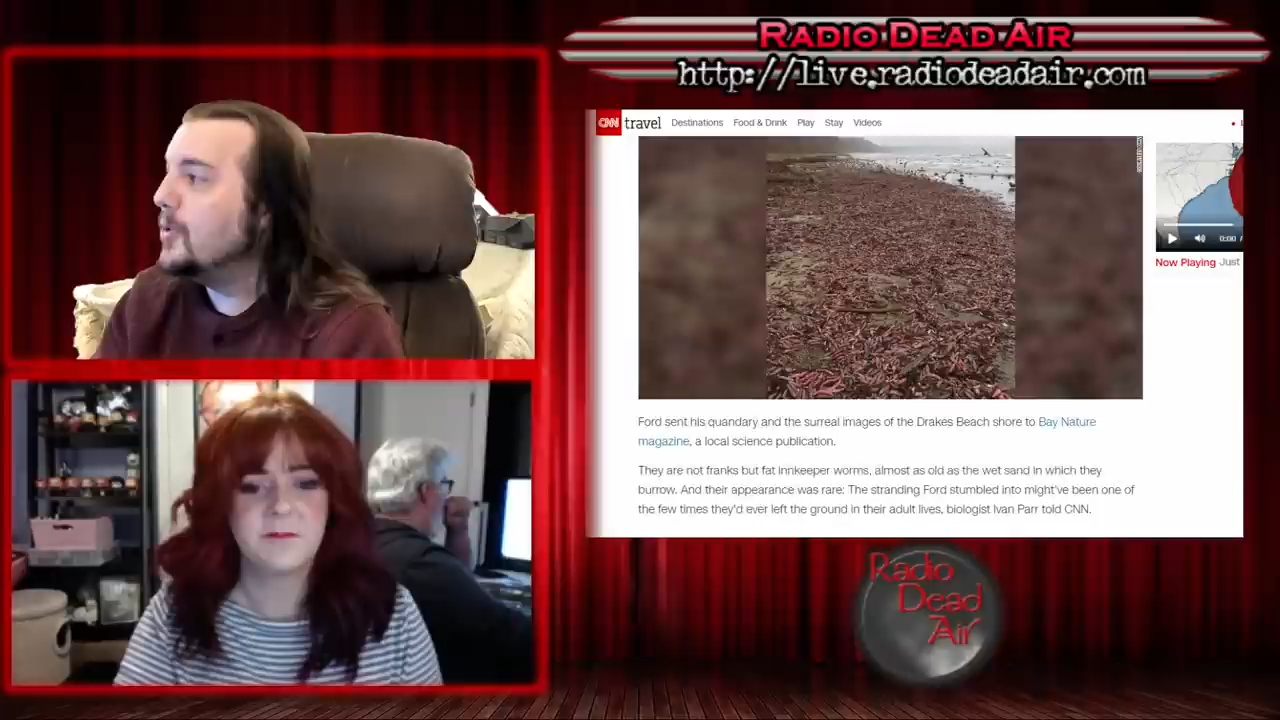 RADIO DEAD AIR
http://live.radiodeadair.com
CNN travel Destinations Food & Drink Play Stay Videos
0:00 /
Now Playing Just
Ford sent his quandary and the surreal images of the Drakes Beach shore to Bay Nature
magazine, a local science publication.
They are not franks but fat innkeeper worms, almost as old as the wet sand in which they
burrow. And their appearance was rare: The stranding Ford stumbled into might've been one of
the few times they'd ever left the ground in their adult lives, biologist Ivan Parr told CNN.
Radio
Dead
Air